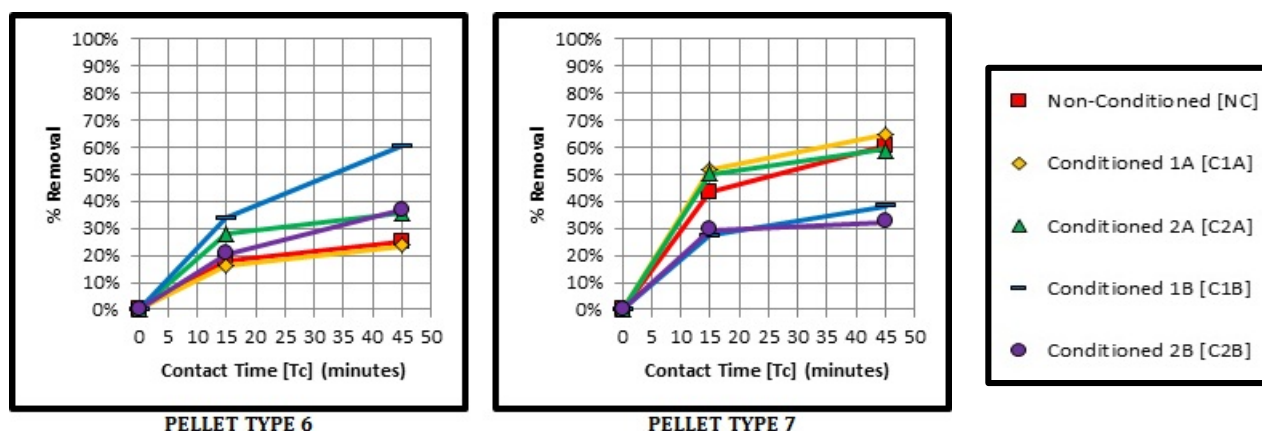 100%
90%
80%
70%
60%
50%
40%
30%
20%
10%
0%
% Removal
0 5 10 15 20 25 30 35 40 45 50
Contact Time [Tc] (minutes)
PELLET TYPE 6
100%
90%
80%
70%
60%
50%
40%
30%
20%
10%
0%
% Removal
0 5 10 15 20 25 30 35 40 45 50
Contact Time [Tc] (minutes)
PELLET TYPE 7
Non-Conditioned [NC]
Conditioned 1A [C1A]
Conditioned 2A [C2A]
Conditioned 1B [C1B]
Conditioned 2B [C2B]